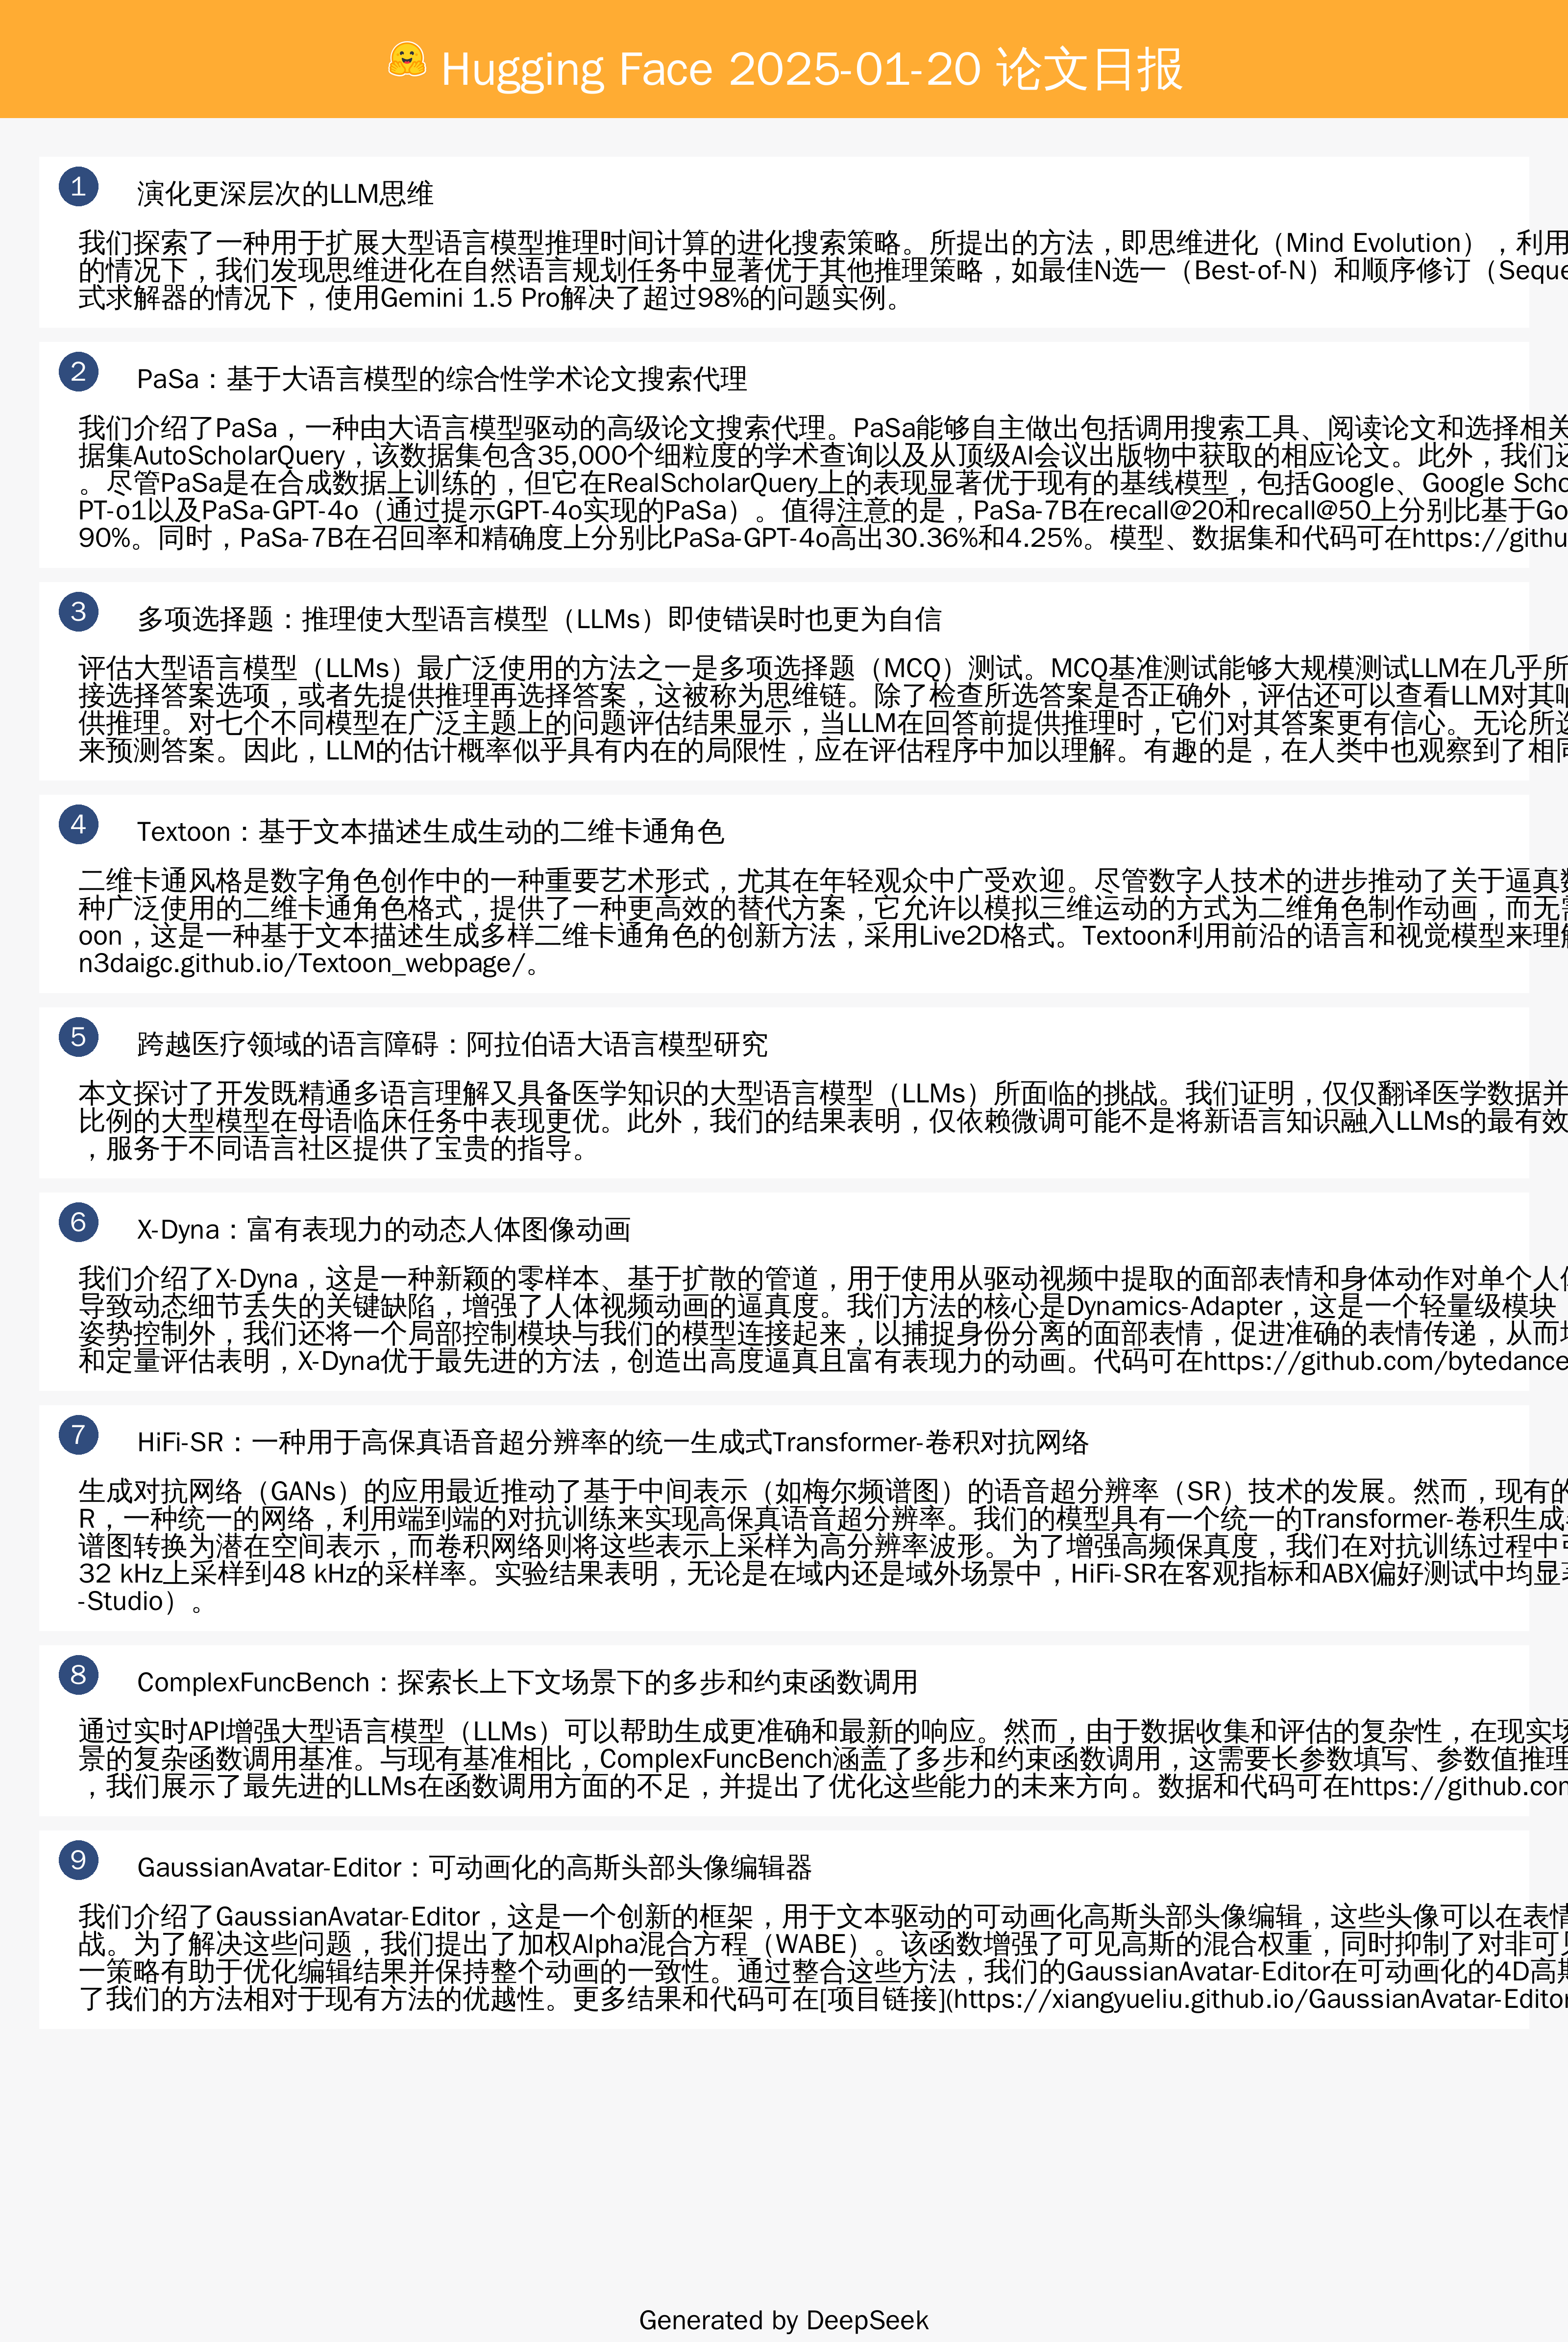 Hugging Face 2025-01-20 论文日报
1
演化更深层次的LLM思维
我们探索了一种用于扩展大型语言模型推理时间计算的进化搜索策略。所提出的方法，即思维进化（Mind Evolution），利用
的情况下，我们发现思维进化在自然语言规划任务中显著优于其他推理策略，如最佳N选一（Best-of-N）和顺序修订（Seque
式求解器的情况下，使用Gemini 1.5 Pro解决了超过98%的问题实例。
2
PaSa：基于大语言模型的综合性学术论文搜索代理
我们介绍了PaSa，一种由大语言模型驱动的高级论文搜索代理。PaSa能够自主做出包括调用搜索工具、阅读论文和选择相关
据集AutoScholarQuery，该数据集包含35,000个细粒度的学术查询以及从顶级AI会议出版物中获取的相应论文。此外，我们还
。尽管PaSa是在合成数据上训练的，但它在RealScholarQuery上的表现显著优于现有的基线模型，包括Google、Google Scho
PT-o1以及PaSa-GPT-4o（通过提示GPT-4o实现的PaSa）。值得注意的是，PaSa-7B在recall@20和recall@50上分别比基于Go
90%。同时，PaSa-7B在召回率和精确度上分别比PaSa-GPT-4o高出30.36%和4.25%。模型、数据集和代码可在https://githu
3
多项选择题：推理使大型语言模型（LLMs）即使错误时也更为自信
评估大型语言模型（LLMs）最广泛使用的方法之一是多项选择题（MCQ）测试。MCQ基准测试能够大规模测试LLM在几乎所
接选择答案选项，或者先提供推理再选择答案，这被称为思维链。除了检查所选答案是否正确外，评估还可以查看LLM对其响
供推理。对七个不同模型在广泛主题上的问题评估结果显示，当LLM在回答前提供推理时，它们对其答案更有信心。无论所选
来预测答案。因此，LLM的估计概率似乎具有内在的局限性，应在评估程序中加以理解。有趣的是，在人类中也观察到了相同
4
Textoon：基于文本描述生成生动的二维卡通角色
二维卡通风格是数字角色创作中的一种重要艺术形式，尤其在年轻观众中广受欢迎。尽管数字人技术的进步推动了关于逼真数
种广泛使用的二维卡通角色格式，提供了一种更高效的替代方案，它允许以模拟三维运动的方式为二维角色制作动画，而无需
oon，这是一种基于文本描述生成多样二维卡通角色的创新方法，采用Live2D格式。Textoon利用前沿的语言和视觉模型来理解
n3daigc.github.io/Textoon_webpage/。
5
跨越医疗领域的语言障碍：阿拉伯语大语言模型研究
本文探讨了开发既精通多语言理解又具备医学知识的大型语言模型（LLMs）所面临的挑战。我们证明，仅仅翻译医学数据并
比例的大型模型在母语临床任务中表现更优。此外，我们的结果表明，仅依赖微调可能不是将新语言知识融入LLMs的最有效
，服务于不同语言社区提供了宝贵的指导。
6
X-Dyna：富有表现力的动态人体图像动画
我们介绍了X-Dyna，这是一种新颖的零样本、基于扩散的管道，用于使用从驱动视频中提取的面部表情和身体动作对单个人体
导致动态细节丢失的关键缺陷，增强了人体视频动画的逼真度。我们方法的核心是Dynamics-Adapter，这是一个轻量级模块，
姿势控制外，我们还将一个局部控制模块与我们的模型连接起来，以捕捉身份分离的面部表情，促进准确的表情传递，从而增
和定量评估表明，X-Dyna优于最先进的方法，创造出高度逼真且富有表现力的动画。代码可在https://github.com/bytedance
7
HiFi-SR：一种用于高保真语音超分辨率的统一生成式Transformer-卷积对抗网络
生成对抗网络（GANs）的应用最近推动了基于中间表示（如梅尔频谱图）的语音超分辨率（SR）技术的发展。然而，现有的
R，一种统一的网络，利用端到端的对抗训练来实现高保真语音超分辨率。我们的模型具有一个统一的Transformer-卷积生成器
谱图转换为潜在空间表示，而卷积网络则将这些表示上采样为高分辨率波形。为了增强高频保真度，我们在对抗训练过程中引
32 kHz上采样到48 kHz的采样率。实验结果表明，无论是在域内还是域外场景中，HiFi-SR在客观指标和ABX偏好测试中均显著
-Studio）。
8
ComplexFuncBench：探索长上下文场景下的多步和约束函数调用
通过实时API增强大型语言模型（LLMs）可以帮助生成更准确和最新的响应。然而，由于数据收集和评估的复杂性，在现实场
景的复杂函数调用基准。与现有基准相比，ComplexFuncBench涵盖了多步和约束函数调用，这需要长参数填写、参数值推理
，我们展示了最先进的LLMs在函数调用方面的不足，并提出了优化这些能力的未来方向。数据和代码可在https://github.com
9
GaussianAvatar-Editor：可动画化的高斯头部头像编辑器
我们介绍了GaussianAvatar-Editor，这是一个创新的框架，用于文本驱动的可动画化高斯头部头像编辑，这些头像可以在表情
战。为了解决这些问题，我们提出了加权Alpha混合方程（WABE）。该函数增强了可见高斯的混合权重，同时抑制了对非可见
一策略有助于优化编辑结果并保持整个动画的一致性。通过整合这些方法，我们的GaussianAvatar-Editor在可动画化的4D高斯
了我们的方法相对于现有方法的优越性。更多结果和代码可在[项目链接](https://xiangyueliu.github.io/GaussianAvatar-Editor
Generated by DeepSeek